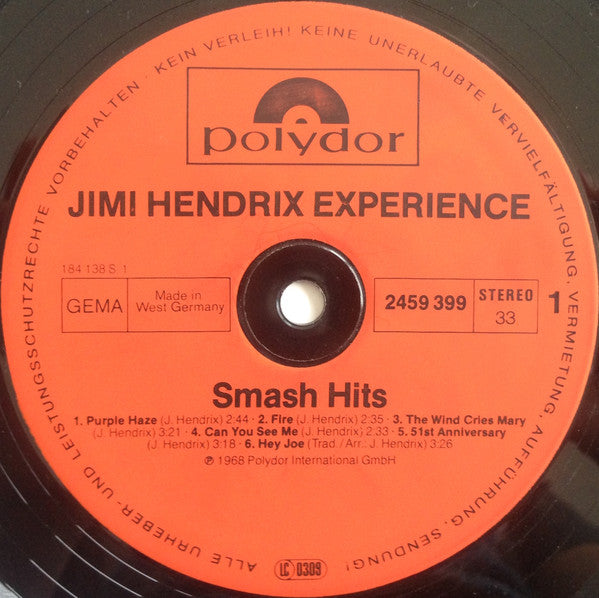 ALLE URHEBER- UND LEISTUNGSSCHUTZRECHTE VORBEHALTEN · KEIN VERLEIH! KEINE UNERLAUBTE VERVIELFÄLTIGUNG, VERMIETUNG, AUFFÜHRUNG, SENDUNG!
polydor
JIMI HENDRIX EXPERIENCE
184 138 S 1
GEMA
Made in
West Germany
2459 399
STEREO
33
1
Smash Hits
1. Purple Haze (J. Hendrix) 2:44 · 2. Fire (J. Hendrix) 2:35 · 3. The Wind Cries Mary
(J. Hendrix) 3:21 · 4. Can You See Me (J. Hendrix) 2:33 · 5. 51st Anniversary
(J. Hendrix) 3:18 · 6. Hey Joe (Trad./Arr.: J. Hendrix) 3:26
℗ 1968 Polydor International GmbH
LC 0309